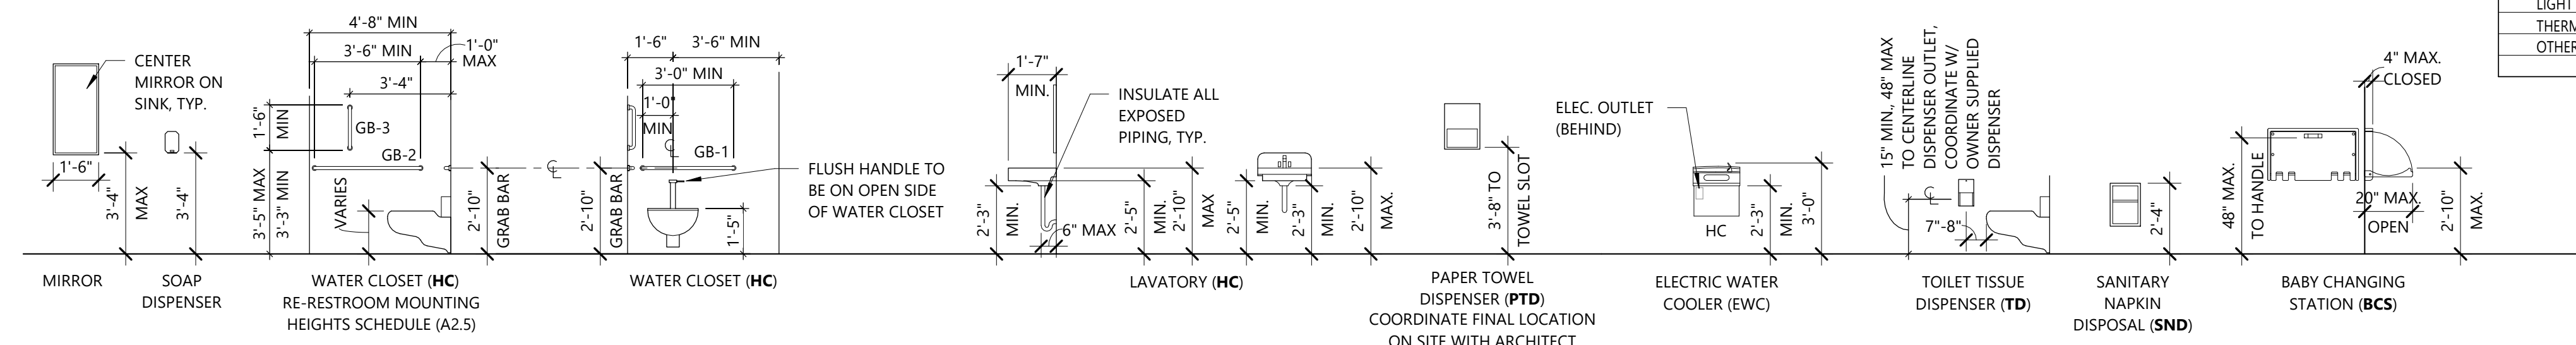 CENTER
MIRROR ON
SINK, TYP.
1'-6"
3'-4"
MAX
MIRROR
3'-4"
SOAP
DISPENSER
4'-8" MIN
3'-6" MIN
1'-0"
MAX
3'-4"
1'-6"
MIN
GB-3
GB-2
3'-5" MAX
3'-3" MIN
VARIES
2'-10"
GRAB BAR
WATER CLOSET (HC)
RE-RESTROOM MOUNTING
HEIGHTS SCHEDULE (A2.5)
CL
1'-6"
3'-6" MIN
3'-0" MIN
1'-0"
MIN
CL
GB-1
2'-10"
GRAB BAR
1'-5"
FLUSH HANDLE TO
BE ON OPEN SIDE
OF WATER CLOSET
WATER CLOSET (HC)
1'-7"
MIN.
INSULATE ALL
EXPOSED
PIPING, TYP.
2'-3"
MIN.
6" MAX
2'-5"
MIN.
2'-10"
MAX
2'-5"
MIN.
2'-3"
MIN.
2'-10"
MAX.
LAVATORY (HC)
3'-8" TO
TOWEL SLOT
PAPER TOWEL
DISPENSER (PTD)
COORDINATE FINAL LOCATION
ON SITE WITH ARCHITECT
ELEC. OUTLET
(BEHIND)
HC
2'-3"
MIN.
3'-0"
ELECTRIC WATER
COOLER (EWC)
15" MIN, 48" MAX
TO CENTERLINE
DISPENSER OUTLET,
COORDINATE W/
OWNER SUPPLIED
DISPENSER
CL
7"-8"
TOILET TISSUE
DISPENSER (TD)
2'-4"
SANITARY
NAPKIN
DISPOSAL (SND)
48" MAX.
TO HANDLE
4" MAX.
CLOSED
20" MAX.
OPEN
2'-10"
MAX.
BABY CHANGING
STATION (BCS)
LIGHT
THERM
OTHER